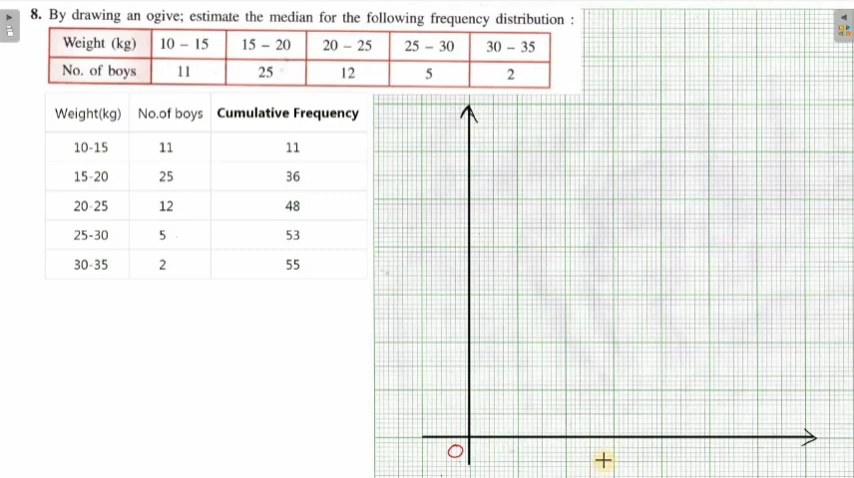 8. By drawing an ogive; estimate the median for the following frequency distribution :
Weight (kg) 10 – 15 15 – 20 20 – 25 25 – 30 30 – 35
No. of boys 11 25 12 5 2
Weight(kg) No.of boys Cumulative Frequency
10-15 11 11
15-20 25 36
20-25 12 48
25-30 5 53
30-35 2 55
O